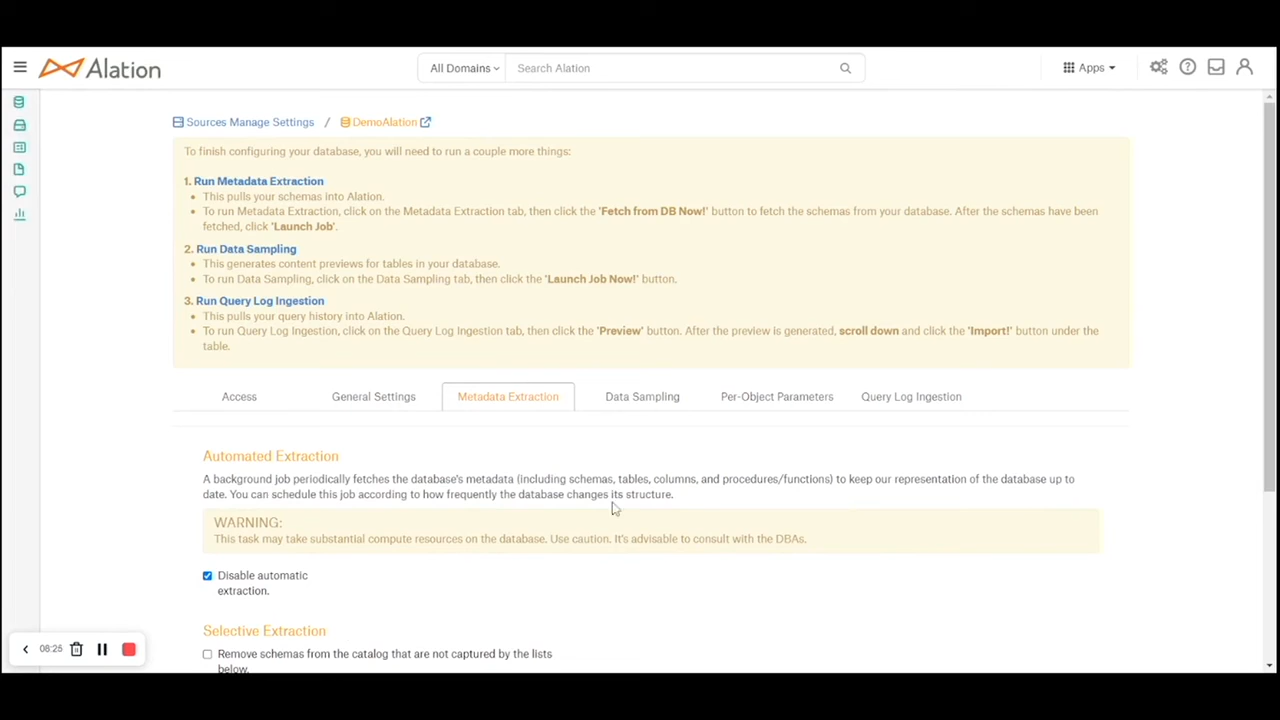 Alation
All Domains
Search Alation
Apps
Sources Manage Settings / DemoAlation
To finish configuring your database, you will need to run a couple more things:
1. Run Metadata Extraction
• This pulls your schemas into Alation.
• To run Metadata Extraction, click on the Metadata Extraction tab, then click the 'Fetch from DB Now!' button to fetch the schemas from your database. After the schemas have been
fetched, click 'Launch Job'.
2. Run Data Sampling
• This generates content previews for tables in your database.
• To run Data Sampling, click on the Data Sampling tab, then click the 'Launch Job Now!' button.
3. Run Query Log Ingestion
• This pulls your query history into Alation.
• To run Query Log Ingestion, click on the Query Log Ingestion tab, then click the 'Preview' button. After the preview is generated, scroll down and click the 'Import!' button under the
table.
Access
General Settings
Metadata Extraction
Data Sampling
Per-Object Parameters
Query Log Ingestion
Automated Extraction
A background job periodically fetches the database's metadata (including schemas, tables, columns, and procedures/functions) to keep our representation of the database up to
date. You can schedule this job according to how frequently the database changes its structure.
WARNING:
This task may take substantial compute resources on the database. Use caution. It's advisable to consult with the DBAs.
Disable automatic
extraction.
Selective Extraction
Remove schemas from the catalog that are not captured by the lists
below.
08:25